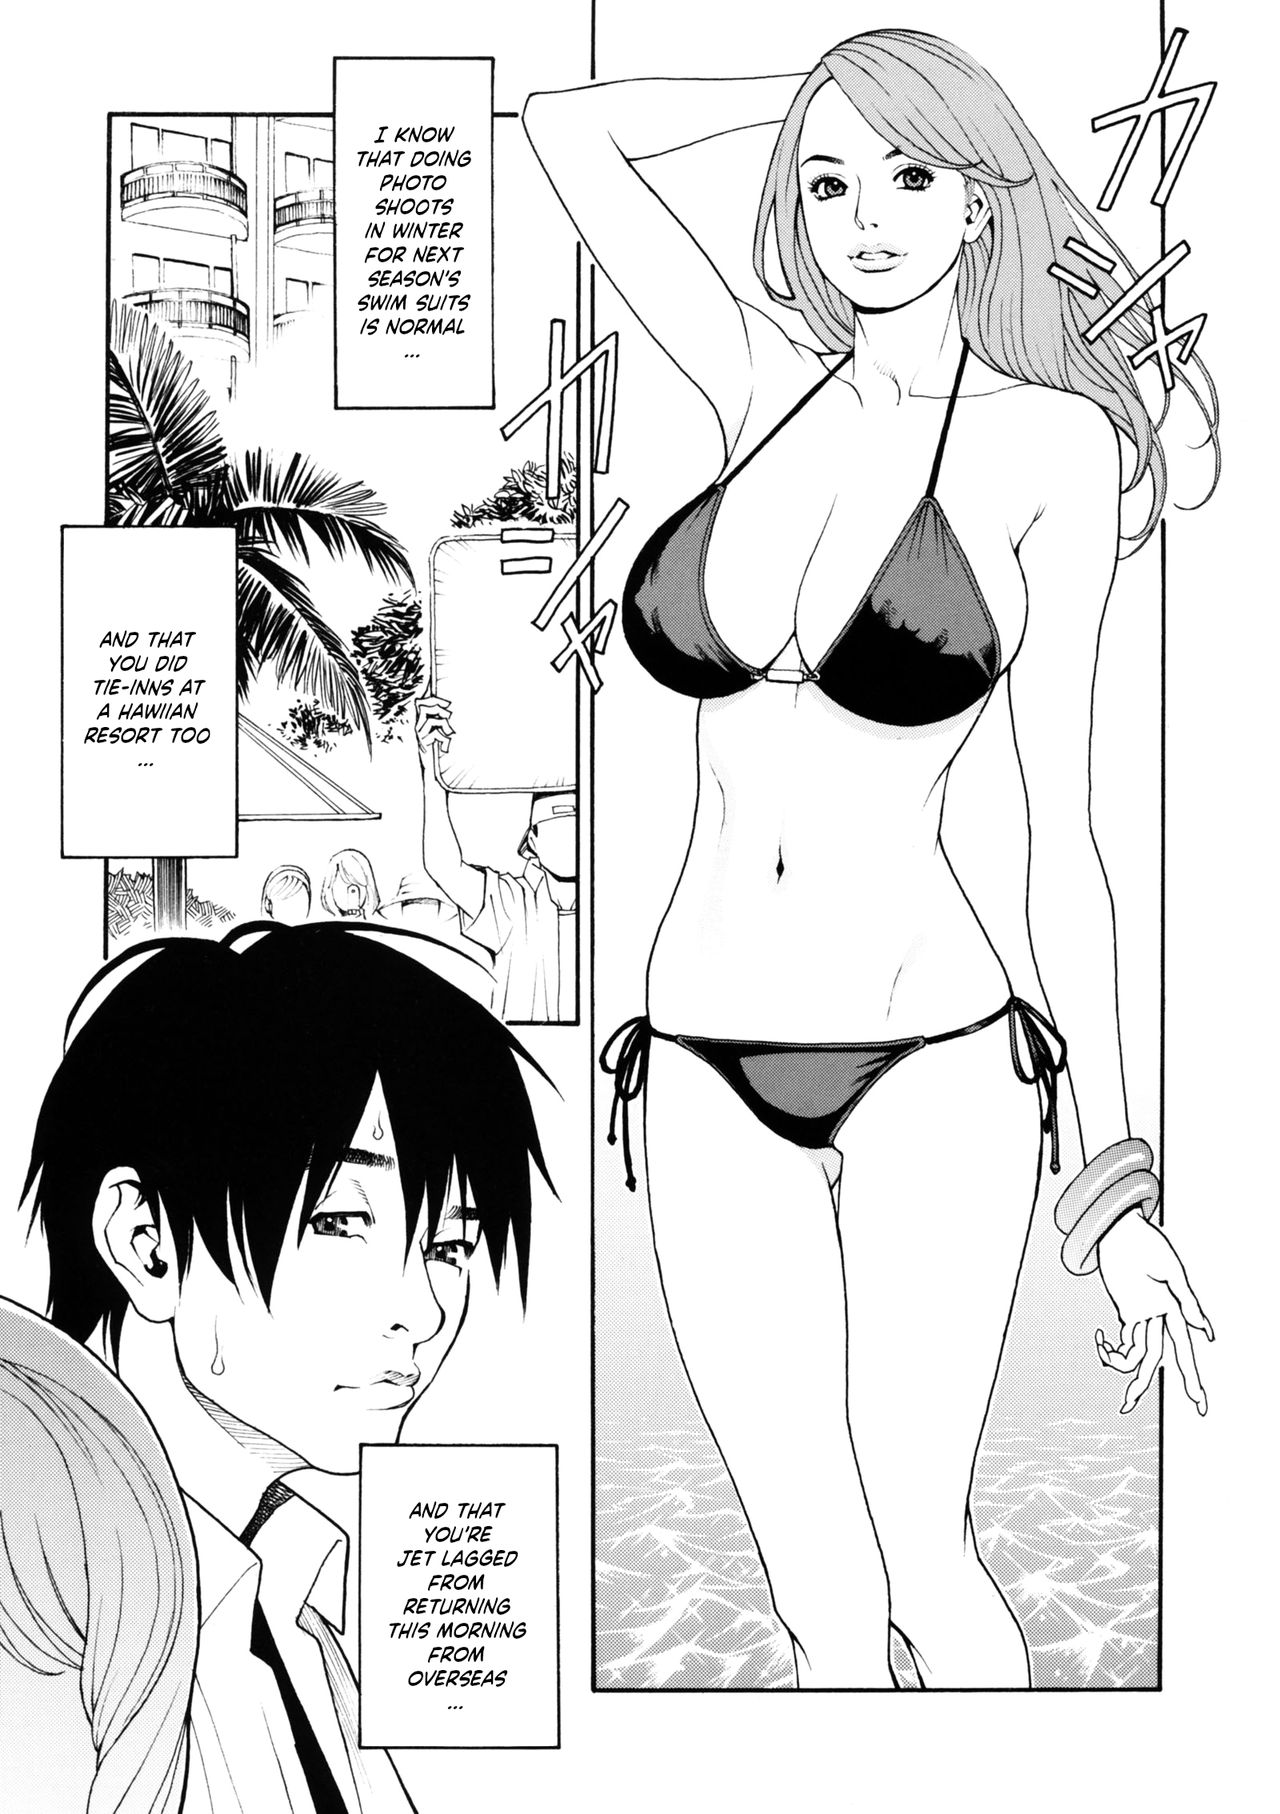 I KNOW
THAT DOING
PHOTO
SHOOTS
IN WINTER
FOR NEXT
SEASON'S
SWIM SUITS
IS NORMAL
...
カシャ
カシャ
AND THAT
YOU DID
TIE-INNS AT
A HAWIIAN
RESORT TOO
...
AND THAT
YOU'RE
JET LAGGED
FROM
RETURNING
THIS MORNING
FROM
OVERSEAS
...